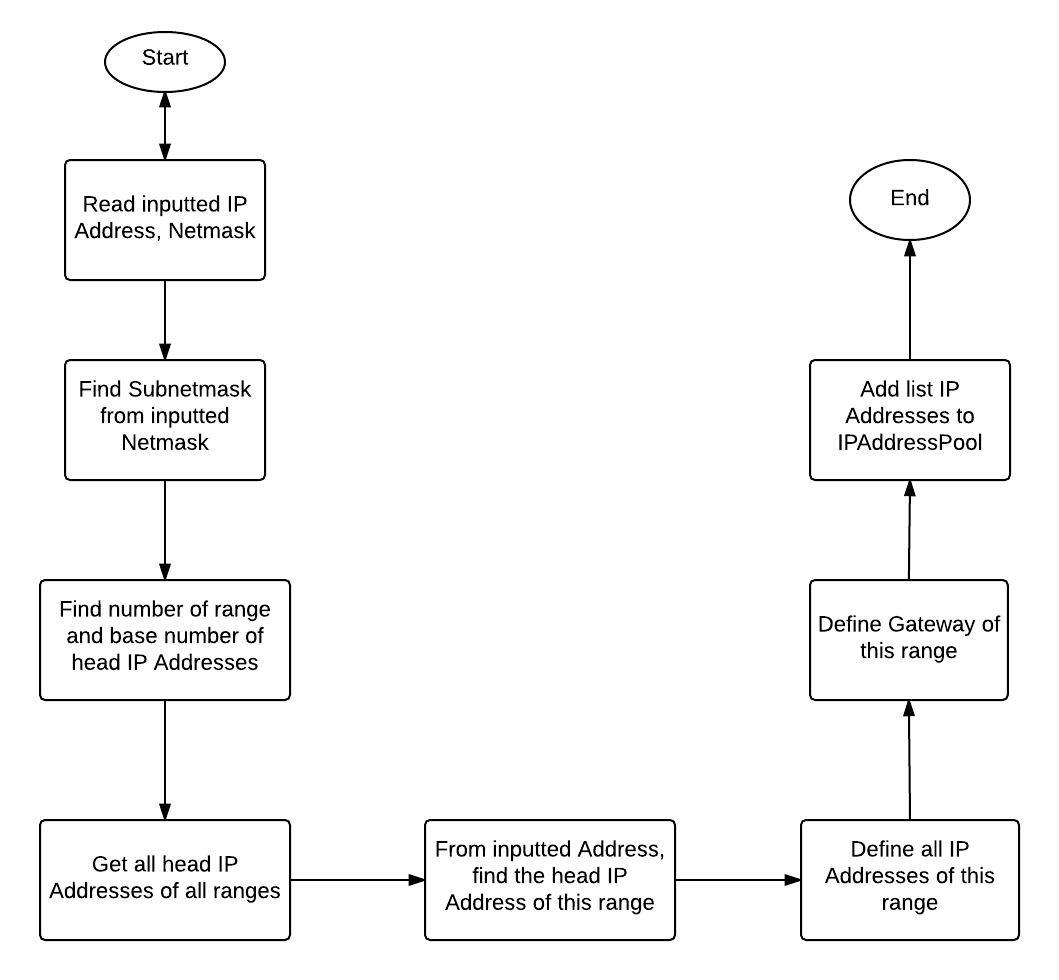 Start
Read inputted IP
Address, Netmask
Find Subnetmask
from inputted
Netmask
Find number of range
and base number of
head IP Addresses
Get all head IP
Addresses of all ranges
From inputted Address,
find the head IP
Address of this range
Define all IP
Addresses of this
range
Define Gateway of
this range
Add list IP
Addresses to
IPAddressPool
End